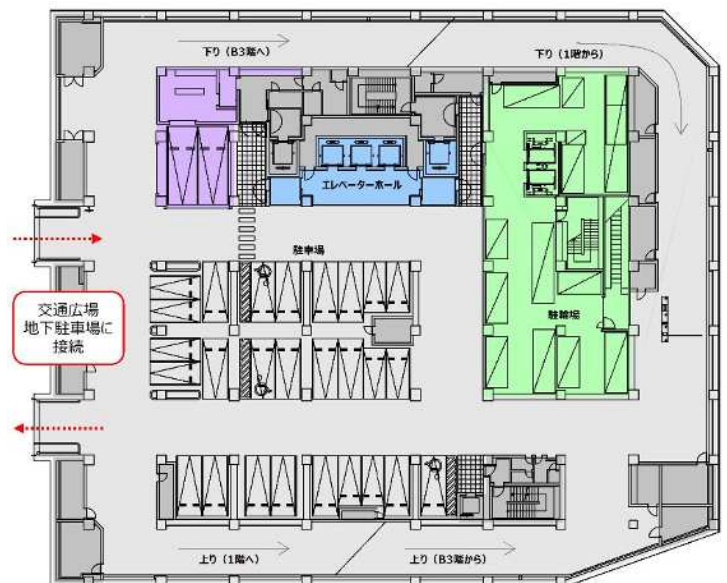 下り（B3階へ）
下り（1階から）
エレベーターホール
駐車場
交通広場
地下駐車場に
接続
駐輪場
上り（1階へ）
上り（B3階から）